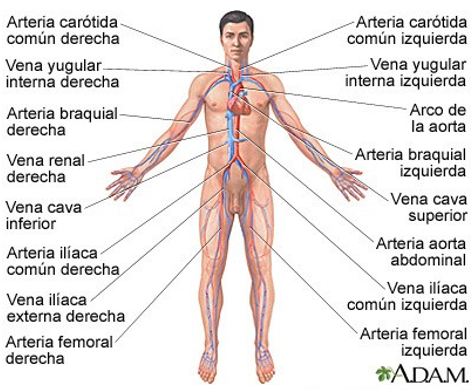 Arteria carótida
común derecha
Vena yugular
interna derecha
Arteria braquial
derecha
Vena renal
derecha
Vena cava
inferior
Arteria ilíaca
común derecha
Vena ilíaca
externa derecha
Arteria femoral
derecha
Arteria carótida
común izquierda
Vena yugular
interna izquierda
Arco de
la aorta
Arteria braquial
izquierda
Vena cava
superior
Arteria aorta
abdominal
Vena ilíaca
común izquierda
Arteria femoral
izquierda
A.D.A.M.